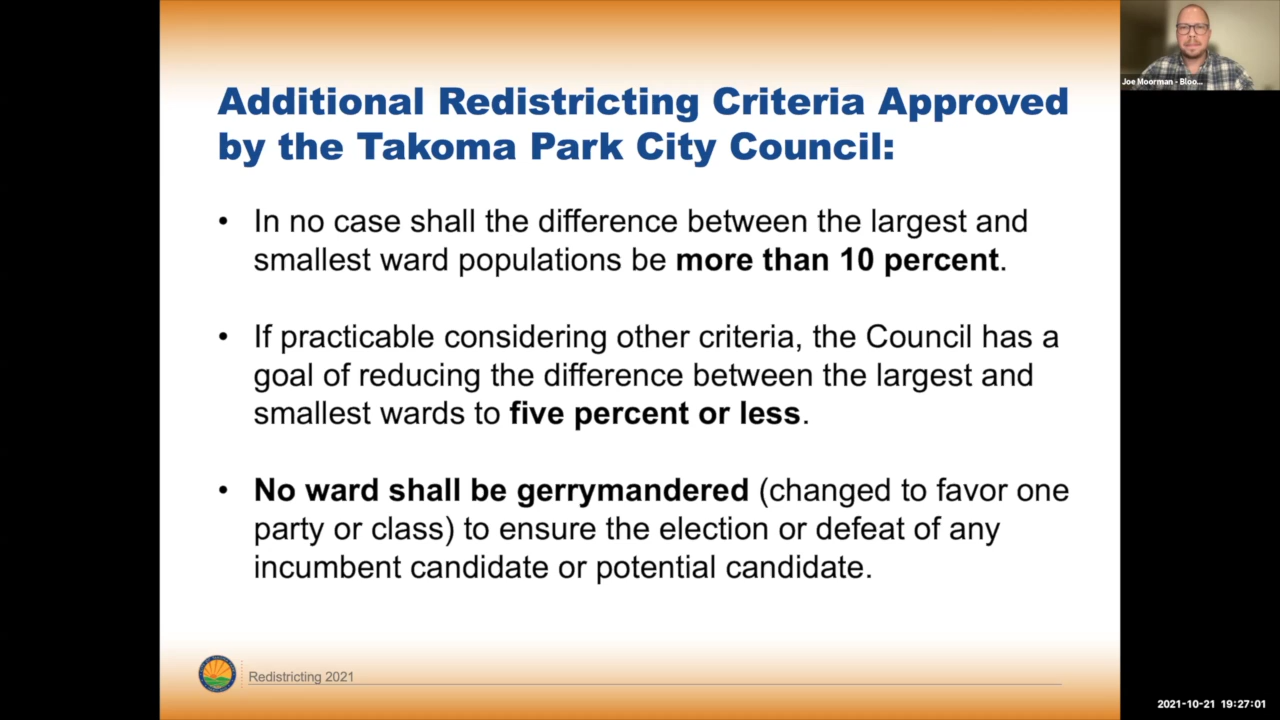 Additional Redistricting Criteria Approved
by the Takoma Park City Council:
• In no case shall the difference between the largest and
smallest ward populations be more than 10 percent.
• If practicable considering other criteria, the Council has a
goal of reducing the difference between the largest and
smallest wards to five percent or less.
• No ward shall be gerrymandered (changed to favor one
party or class) to ensure the election or defeat of any
incumbent candidate or potential candidate.
Redistricting 2021
Joe Moorman - Bloo...
2021-10-21 19:27:01